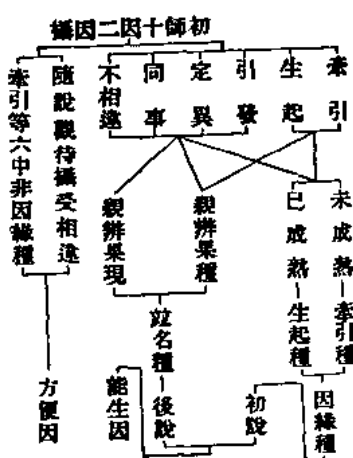 初師十因二因攝
牽引
生起
引發
定異
同事
不相違
隨說觀待攝受相違
牽引等六中非因緣種
未成熟—牽引種
已成熟—生起種
因緣種
親辦果種
親辦果現
竝名種—後說
初說
能生因
方便因